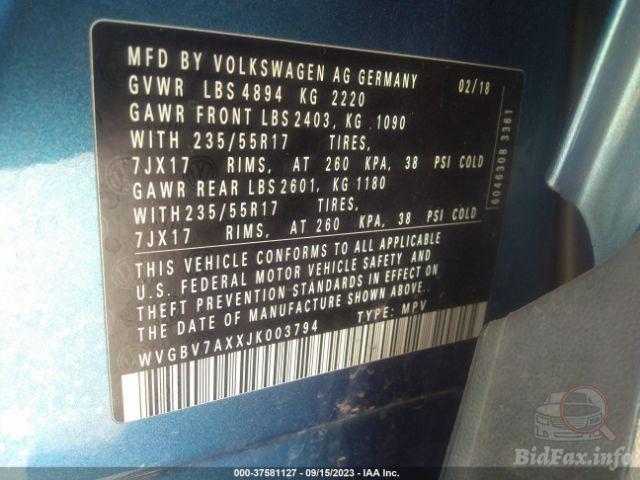 MFD BY VOLKSWAGEN AG GERMANY 02/18
GVWR LBS 4894 KG 2220
GAWR FRONT LBS 2403, KG 1090
WITH 235/55R17 TIRES,
7JX17 RIMS, AT 260 KPA, 38 PSI COLD
GAWR REAR LBS 2601, KG 1180
WITH 235/55R17 TIRES,
7JX17 RIMS, AT 260 KPA, 38 PSI COLD
THIS VEHICLE CONFORMS TO ALL APPLICABLE
U.S. FEDERAL MOTOR VEHICLE SAFETY AND
THEFT PREVENTION STANDARDS IN EFFECT ON
THE DATE OF MANUFACTURE SHOWN ABOVE..
WVGBV7AXXJK003794 TYPE: MPV
604630B 3361
BidFax.info
000-37581127 - 09/15/2023 - IAA Inc.